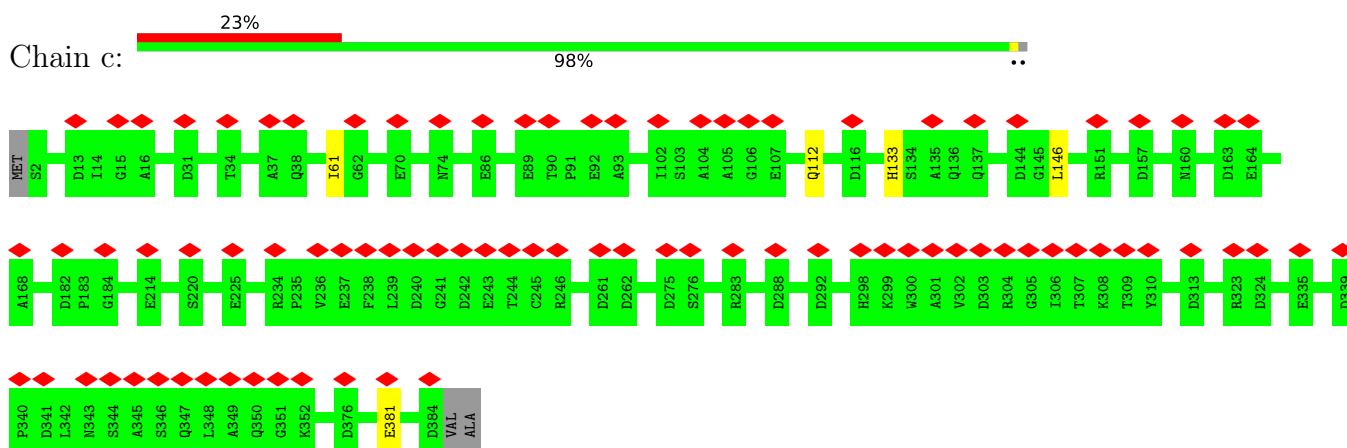 23%
Chain c:
98%
••
MET S2 D13 I14 G15 A16 D31 T34 A37 Q38 I61 G62 E70 N74 E86 E89 T90 P91 E92 A93 I102 S103 A104 A105 G106 E107 Q112 D116 H133 S134 A135 Q136 Q137 D144 G145 L146 R151 D157 N160 D163 E164
A168 D182 P183 G184 E214 S220 E225 R234 P235 V236 E237 F238 L239 D240 G241 D242 E243 T244 C245 R246 D261 D262 D275 S276 R283 D288 D292 H298 K299 W300 A301 V302 D303 R304 G305 I306 T307 K308 T309 Y310 D313 R323 D324 E335 D339
P340 D341 L342 N343 S344 A345 S346 Q347 L348 A349 Q350 G351 K352 D376 E381 D384 VAL ALA